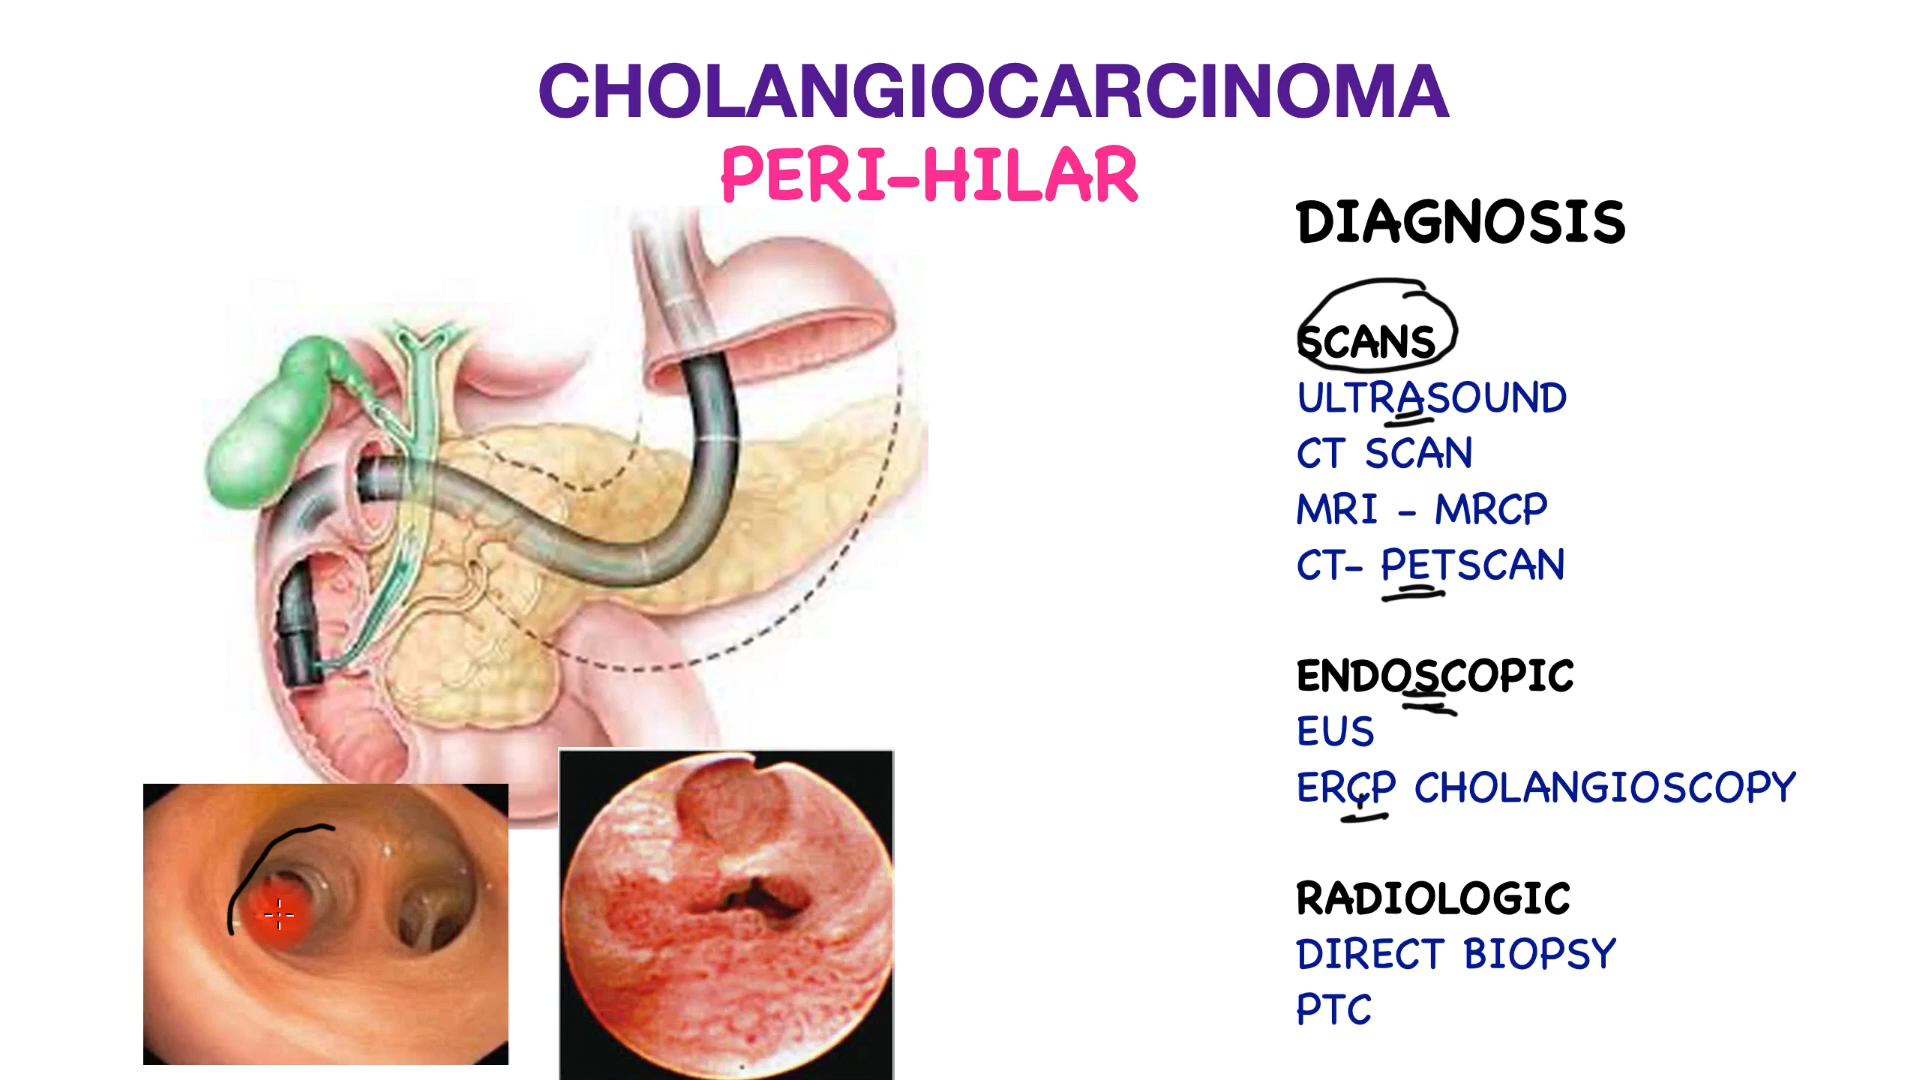 CHOLANGIOCARCINOMA
PERI-HILAR
DIAGNOSIS
SCANS
ULTRASOUND
CT SCAN
MRI - MRCP
CT- PETSCAN
ENDOSCOPIC
EUS
ERCP CHOLANGIOSCOPY
RADIOLOGIC
DIRECT BIOPSY
PTC